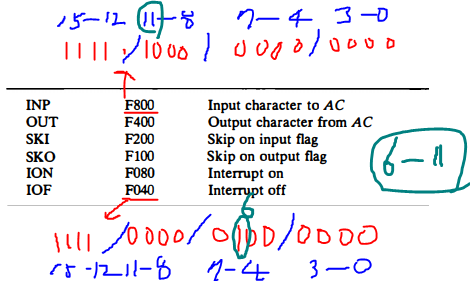 15-12 11-8 7-4 3-0
1111 / 1000 / 0000 / 0000
INP F800 Input character to AC
OUT F400 Output character from AC
SKI F200 Skip on input flag
SKO F100 Skip on output flag
ION F080 Interrupt on
IOF F040 Interrupt off
6-11
6
1111 / 0000 / 0100 / 0000
15-12 11-8 7-4 3-0